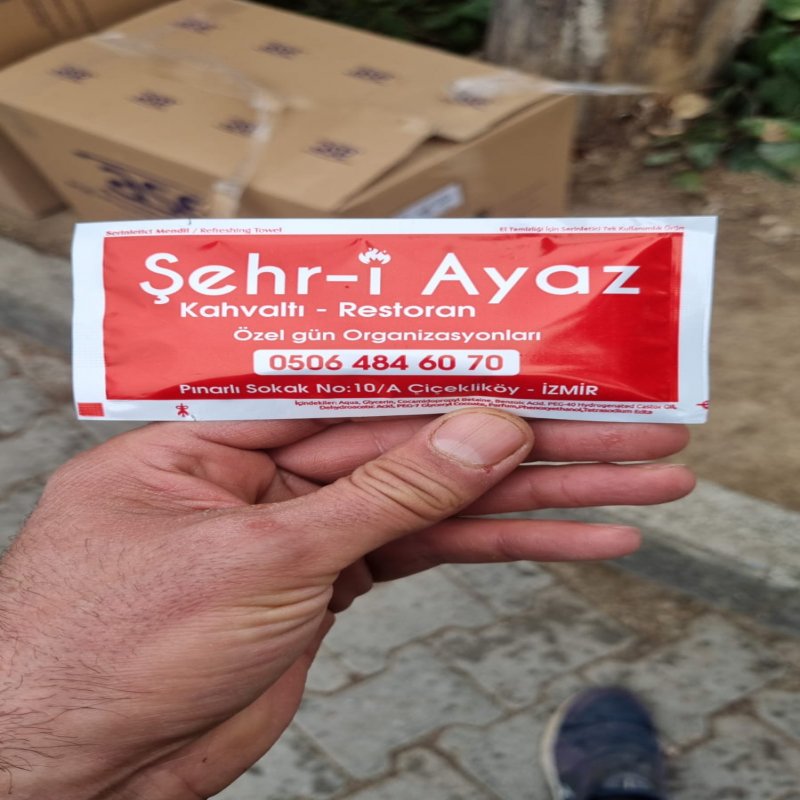 Serinletici Mendil / Refreshing Towel
El Temizliği İçin Serinletici Tek Kullanımlık Ürün
Şehr-i Ayaz
Kahvaltı - Restoran
Özel gün Organizasyonları
0506 484 60 70
Pınarlı Sokak No:10/A Çiçekliköy - İZMİR
İçindekiler: Aqua, Glycerin, Cocamidopropyl Betaine, Benzoic Acid, PEG-40 Hydrogenated Castor Oil,
Dehydroacetic Acid, PEG-7 Glyceryl Cocoate, Parfum, Phenoxyethanol, Tetrasodium Edta